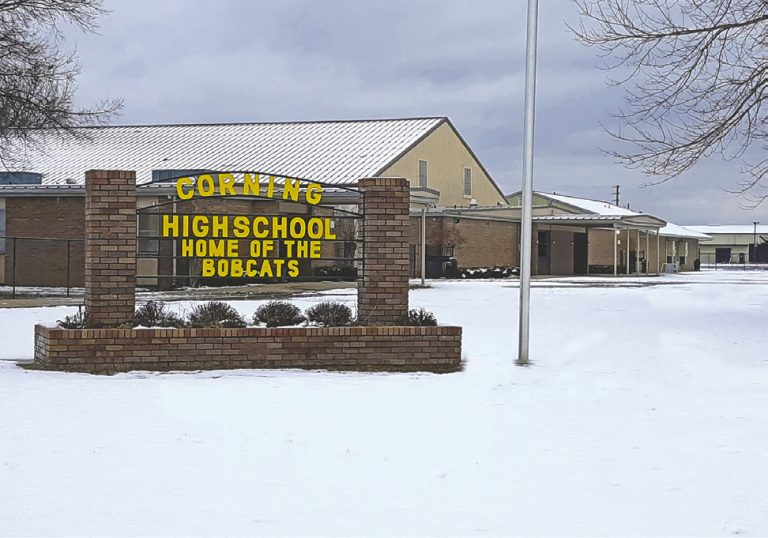 CORNING
HIGHSCHOOL
HOME OF THE
BOBCATS